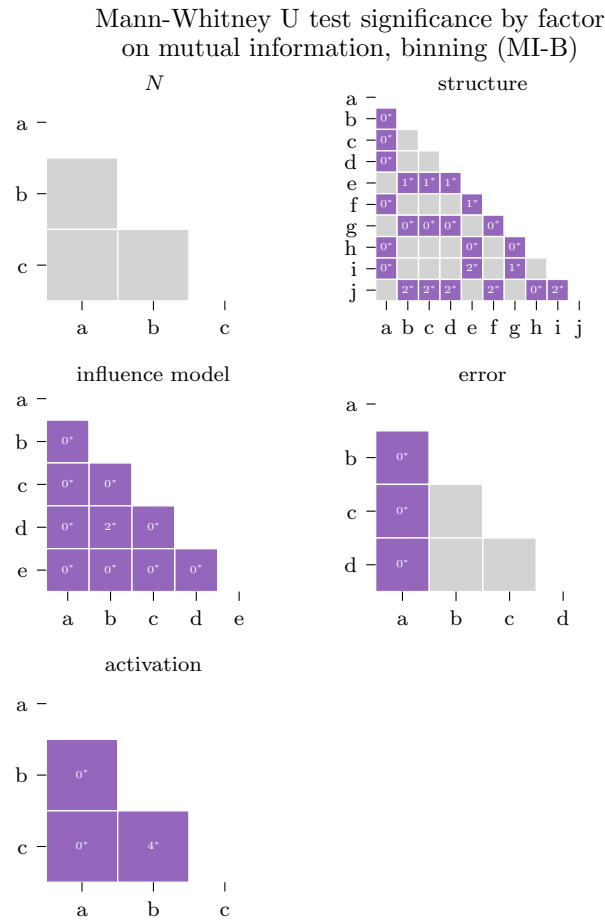 Mann-Whitney U test significance by factor
on mutual information, binning (MI-B)
N
a
b
c
a b c
structure
a
b 0*
c 0*
d 0*
e 1* 1* 1*
f 0* 1*
g 0* 0* 0* 0*
h 0* 0* 0*
i 0* 2* 1*
j 2* 2* 2* 2* 0* 2*
a b c d e f g h i j
influence model
a
b 0*
c 0* 0*
d 0* 2* 0*
e 0* 0* 0* 0*
a b c d e
error
a
b 0*
c 0*
d 0*
a b c d
activation
a
b 0*
c 0* 4*
a b c